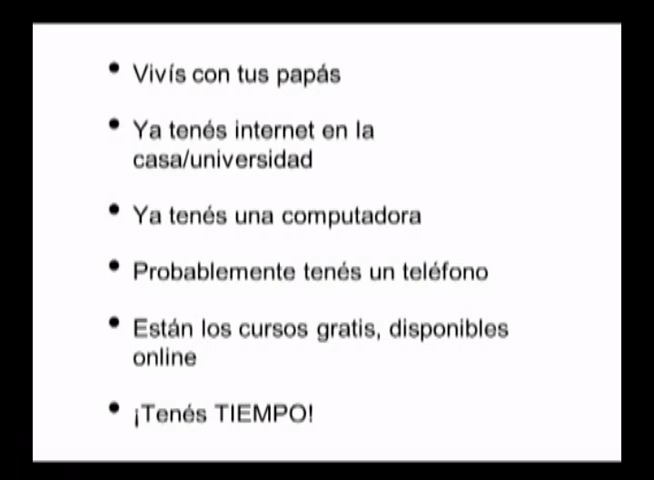 • Vivís con tus papás
• Ya tenés internet en la
casa/universidad
• Ya tenés una computadora
• Probablemente tenés un teléfono
• Están los cursos gratis, disponibles
online
• ¡Tenés TIEMPO!